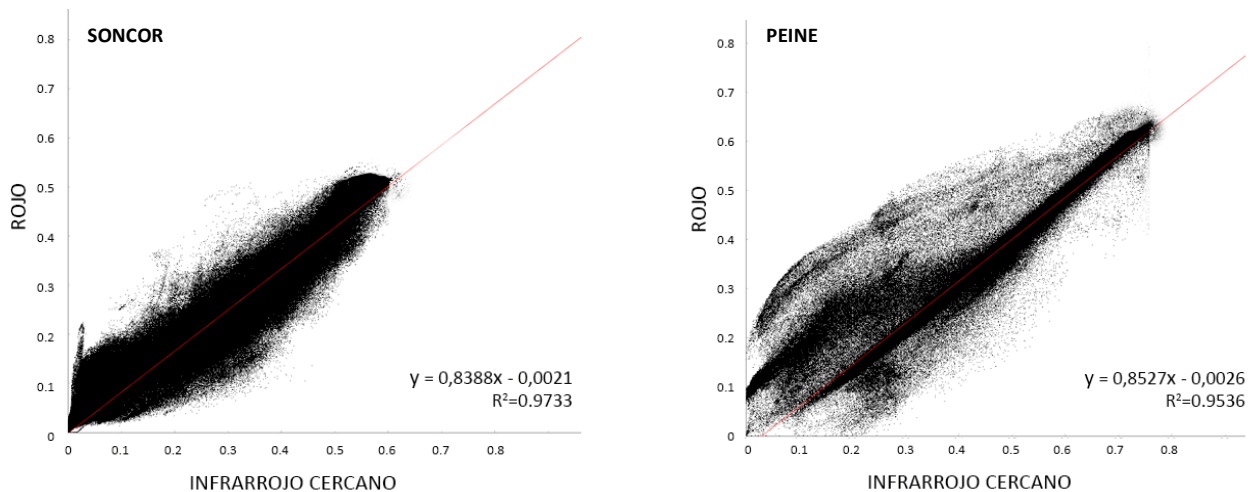 SONCOR
0.8
0.7
0.6
0.5
0.4
0.3
0.2
0.1
0
ROJO
y = 0,8388x - 0,0021
R²=0.9733
0 0.1 0.2 0.3 0.4 0.5 0.6 0.7 0.8
INFRARROJO CERCANO
PEINE
0.8
0.7
0.6
0.5
0.4
0.3
0.2
0.1
0
ROJO
y = 0,8527x - 0,0026
R²=0.9536
0 0.1 0.2 0.3 0.4 0.5 0.6 0.7 0.8
INFRARROJO CERCANO